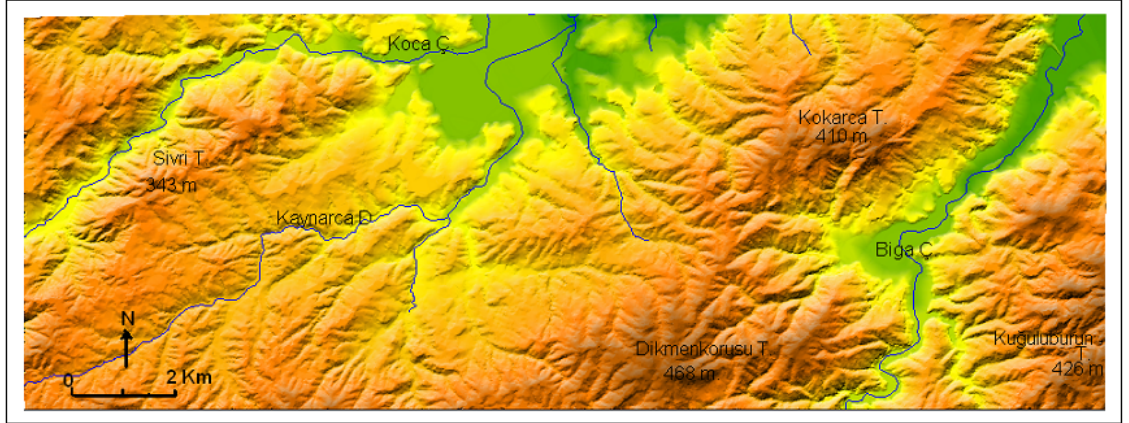 Koca Ç
Kokarca T.
410 m
Sivri T.
343 m
Kaynarca D.
Biga Ç.
N
Dikmenkorusu T.
468 m
Kuğuluburun
T.
426 m
0 2 Km